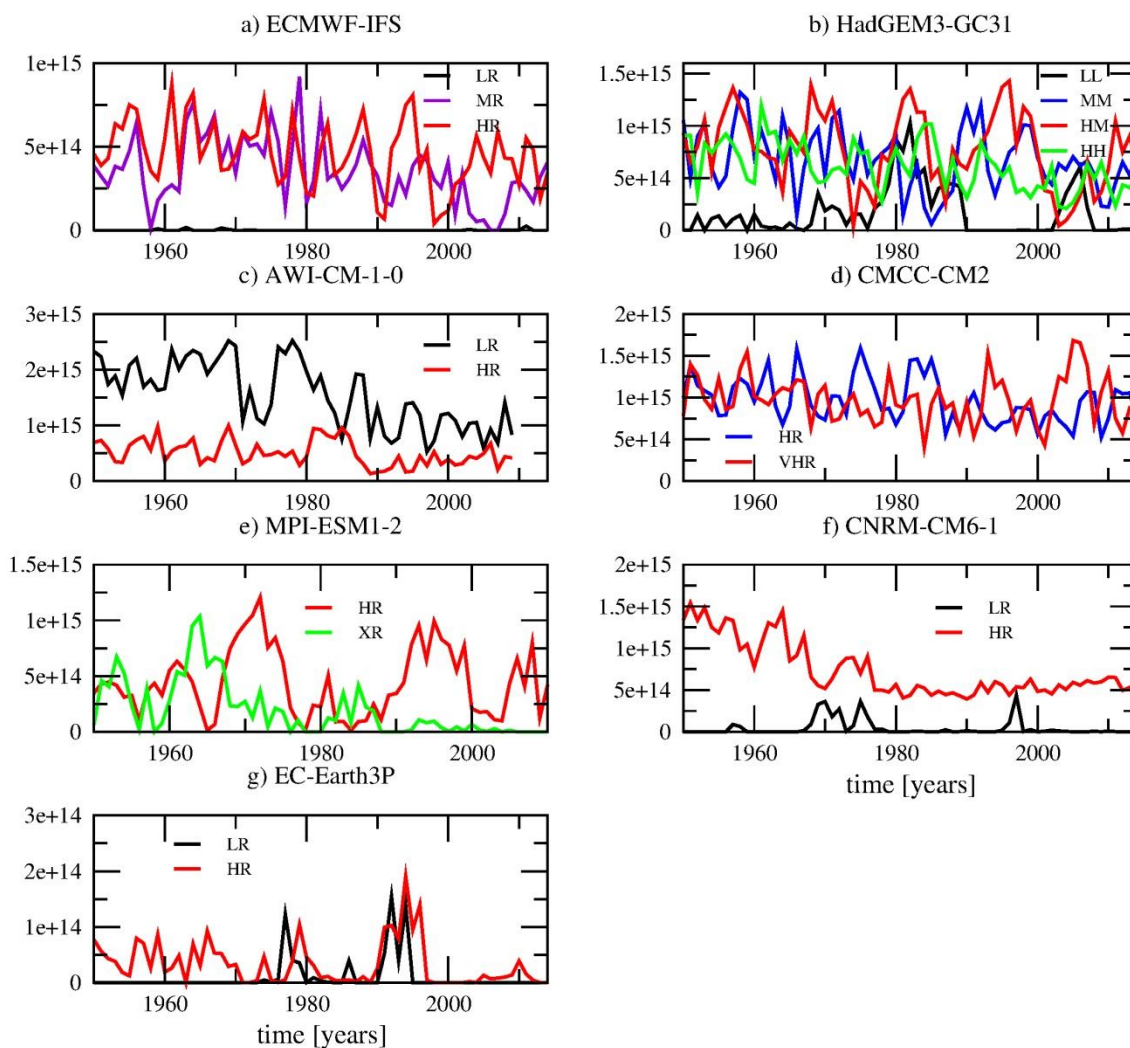 a) ECMWF-IFS
1e+15
5e+14
0
LR
MR
HR
1960
1980
2000
b) HadGEM3-GC31
1.5e+15
1e+15
5e+14
0
LL
MM
HM
HH
1960
1980
2000
c) AWI-CM-1-0
3e+15
2e+15
1e+15
0
LR
HR
1960
1980
2000
d) CMCC-CM2
2e+15
1.5e+15
1e+15
5e+14
0
HR
VHR
1960
1980
2000
e) MPI-ESM1-2
1.5e+15
1e+15
5e+14
0
HR
XR
1960
1980
2000
f) CNRM-CM6-1
2e+15
1.5e+15
1e+15
5e+14
0
LR
HR
1960
1980
2000
time [years]
g) EC-Earth3P
3e+14
2e+14
1e+14
0
LR
HR
1960
1980
2000
time [years]